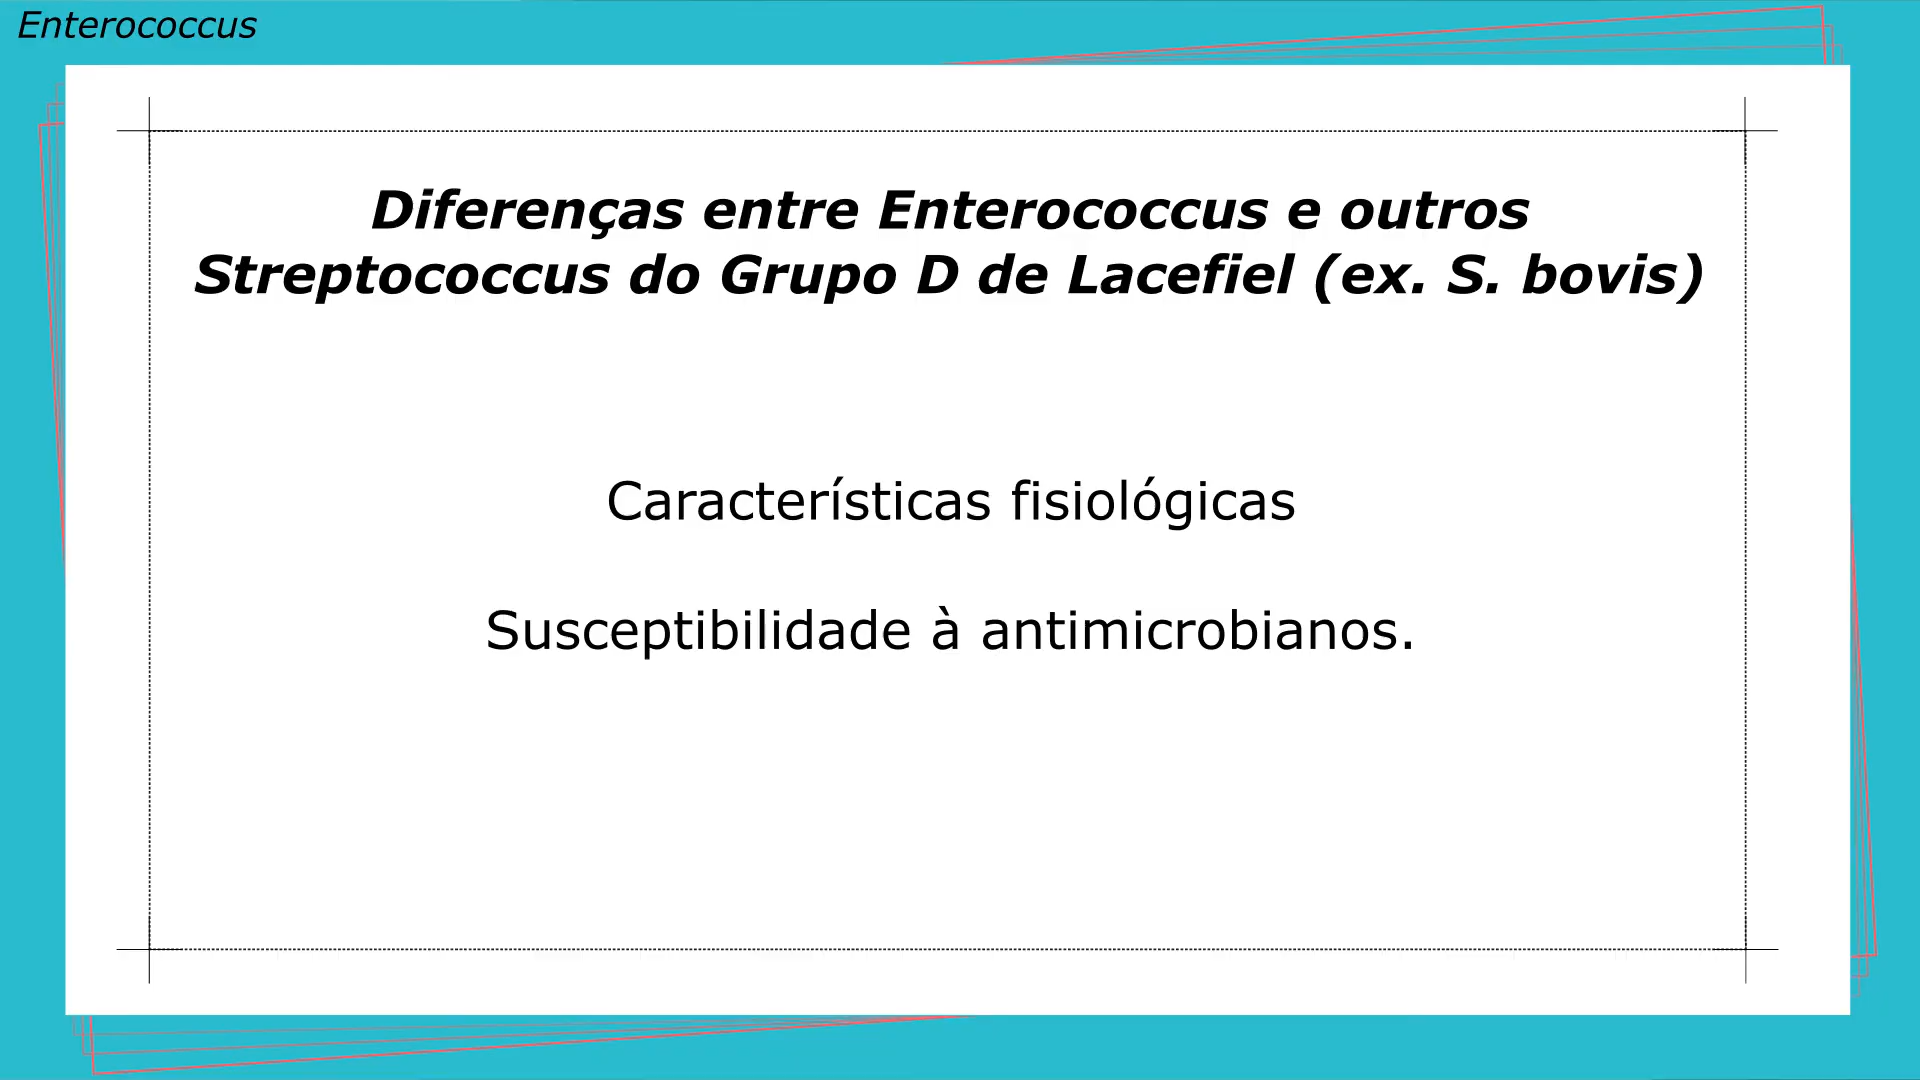 Enterococcus
Diferenças entre Enterococcus e outros
Streptococcus do Grupo D de Lacefiel (ex. S. bovis)
Características fisiológicas
Susceptibilidade à antimicrobianos.